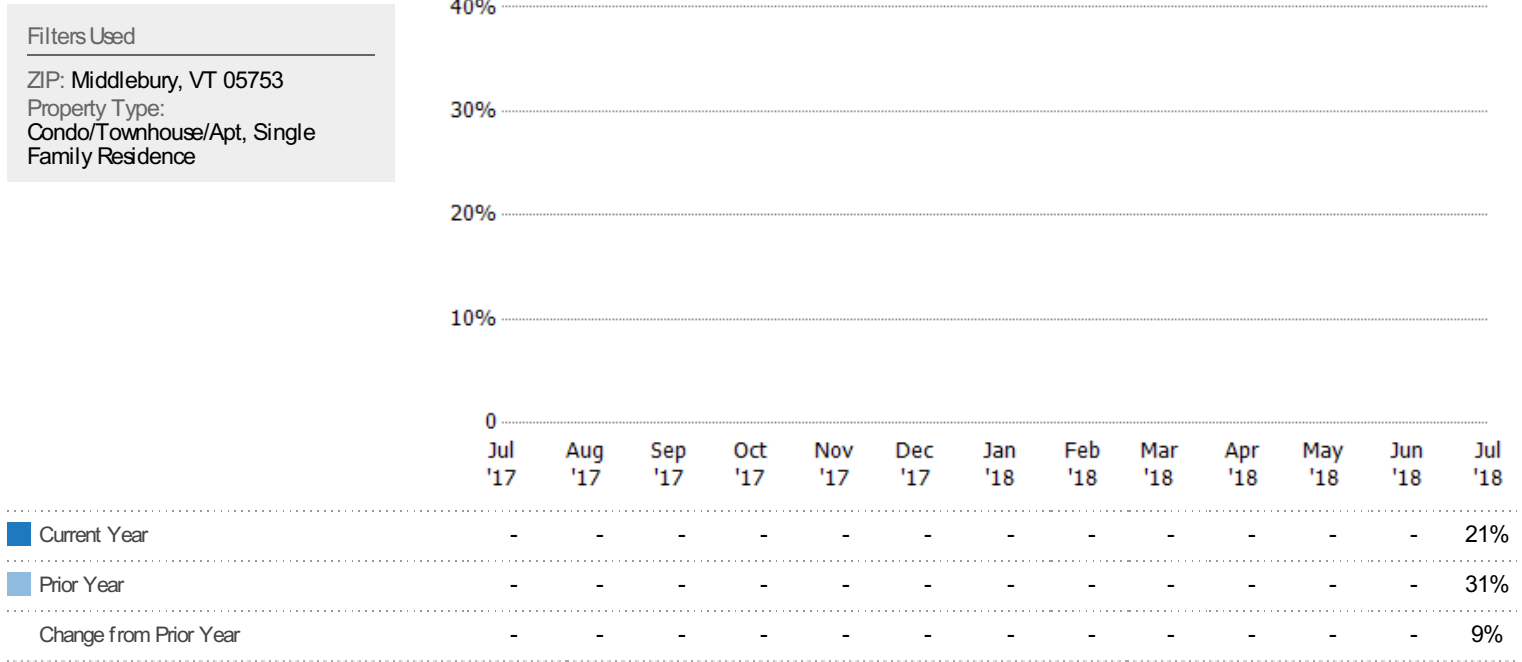 Filters Used
ZIP: Middlebury, VT 05753
Property Type:
Condo/Townhouse/Apt, Single
Family Residence
40%
30%
20%
10%
0
Jul Aug Sep Oct Nov Dec Jan Feb Mar Apr May Jun Jul
'17 '17 '17 '17 '17 '17 '18 '18 '18 '18 '18 '18 '18
Current Year - - - - - - - - - - - - 21%
Prior Year - - - - - - - - - - - - 31%
Change from Prior Year - - - - - - - - - - - - 9%